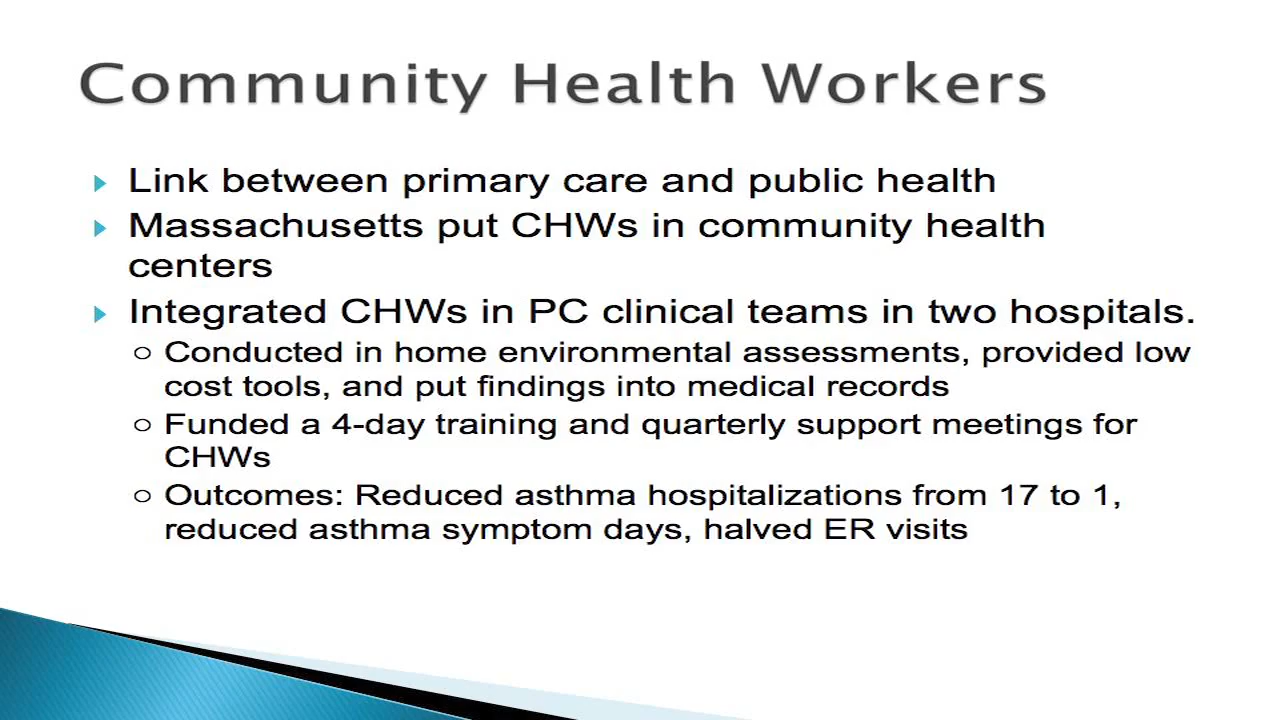 Community Health Workers
Link between primary care and public health
Massachusetts put CHWs in community health
centers
Integrated CHWs in PC clinical teams in two hospitals.
Conducted in home environmental assessments, provided low
cost tools, and put findings into medical records
Funded a 4-day training and quarterly support meetings for
CHWs
Outcomes: Reduced asthma hospitalizations from 17 to 1,
reduced asthma symptom days, halved ER visits